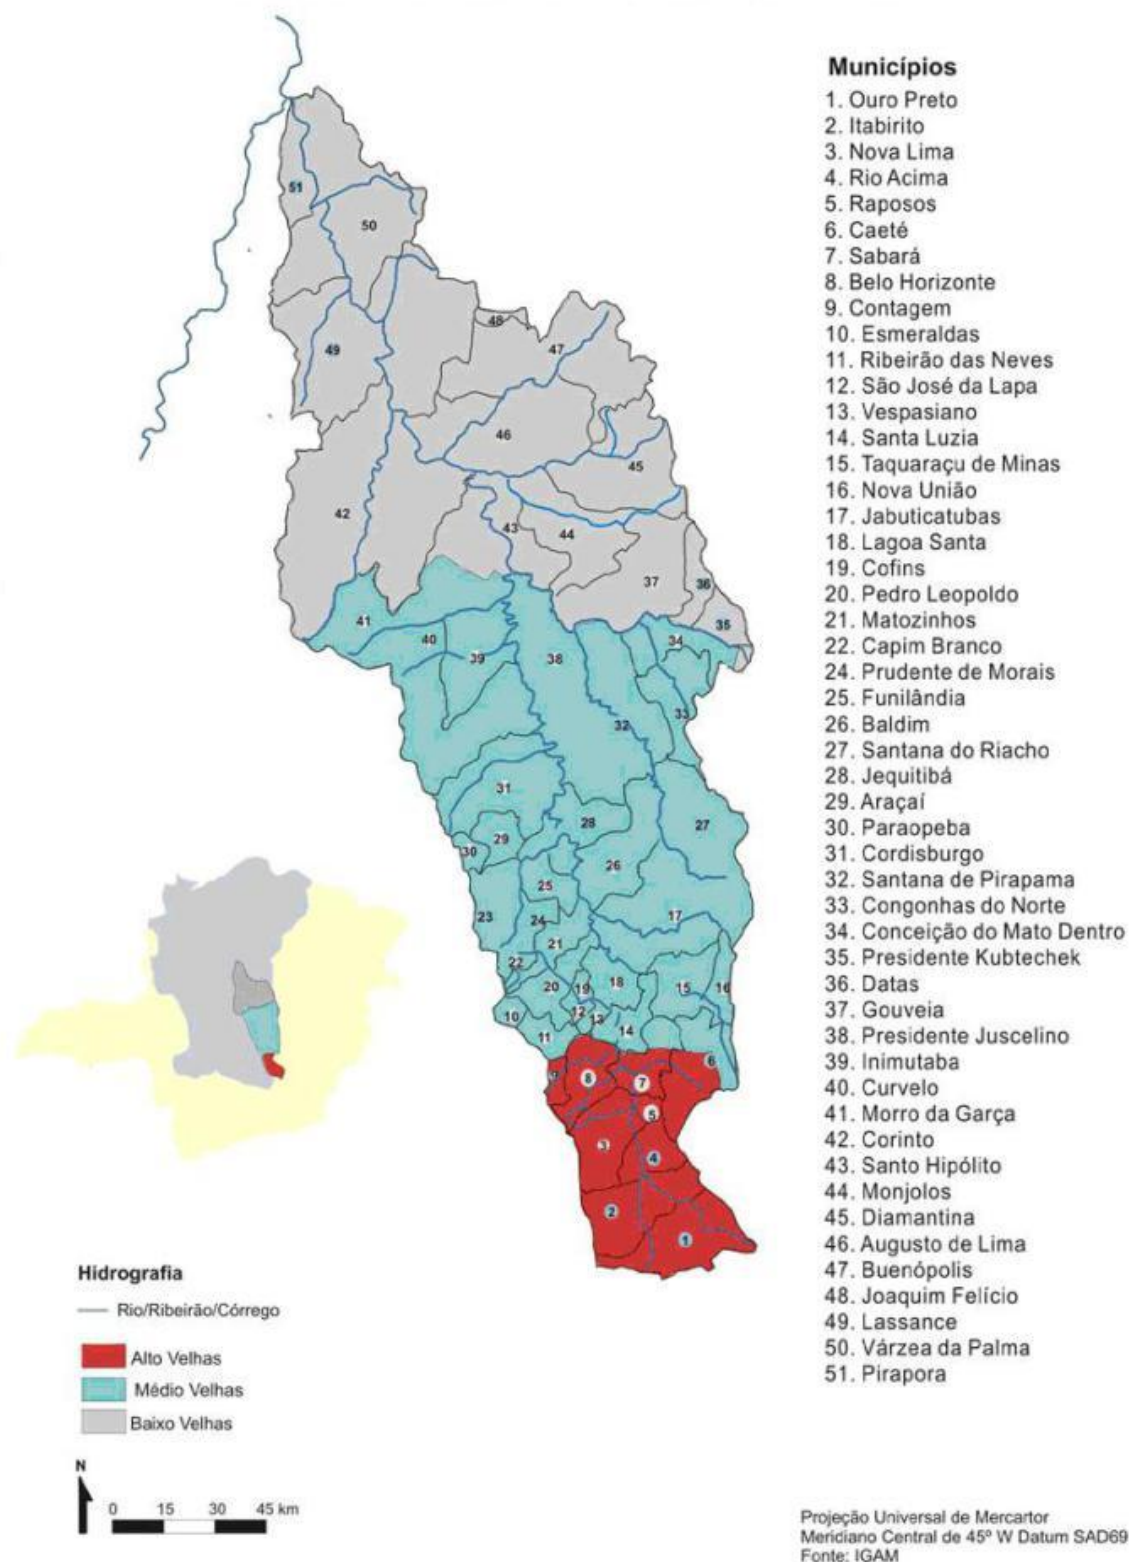 Municípios
1. Ouro Preto
2. Itabirito
3. Nova Lima
4. Rio Acima
5. Raposos
6. Caeté
7. Sabará
8. Belo Horizonte
9. Contagem
10. Esmeraldas
11. Ribeirão das Neves
12. São José da Lapa
13. Vespasiano
14. Santa Luzia
15. Taquaraçu de Minas
16. Nova União
17. Jabuticatubas
18. Lagoa Santa
19. Cofins
20. Pedro Leopoldo
21. Matozinhos
22. Capim Branco
24. Prudente de Morais
25. Funilândia
26. Baldim
27. Santana do Riacho
28. Jequitibá
29. Araçaí
30. Paraopeba
31. Cordisburgo
32. Santana de Pirapama
33. Congonhas do Norte
34. Conceição do Mato Dentro
35. Presidente Kubtechek
36. Datas
37. Gouveia
38. Presidente Juscelino
39. Inimutaba
40. Curvelo
41. Morro da Garça
42. Corinto
43. Santo Hipólito
44. Monjolos
45. Diamantina
46. Augusto de Lima
47. Buenópolis
48. Joaquim Felício
49. Lassance
50. Várzea da Palma
51. Pirapora
51
50
48
49
47
46
45
42
43
44
37
36
35
41
40
39
38
34
33
32
31
28
27
29
30
26
25
23
24
17
21
22
20
19
18
15
16
10
12
13
11
14
9
8
7
6
5
3
4
2
1
Hidrografia
Rio/Ribeirão/Córrego
Alto Velhas
Médio Velhas
Baixo Velhas
N
0 15 30 45 km
Projeção Universal de Mercartor
Meridiano Central de 45º W Datum SAD69
Fonte: IGAM